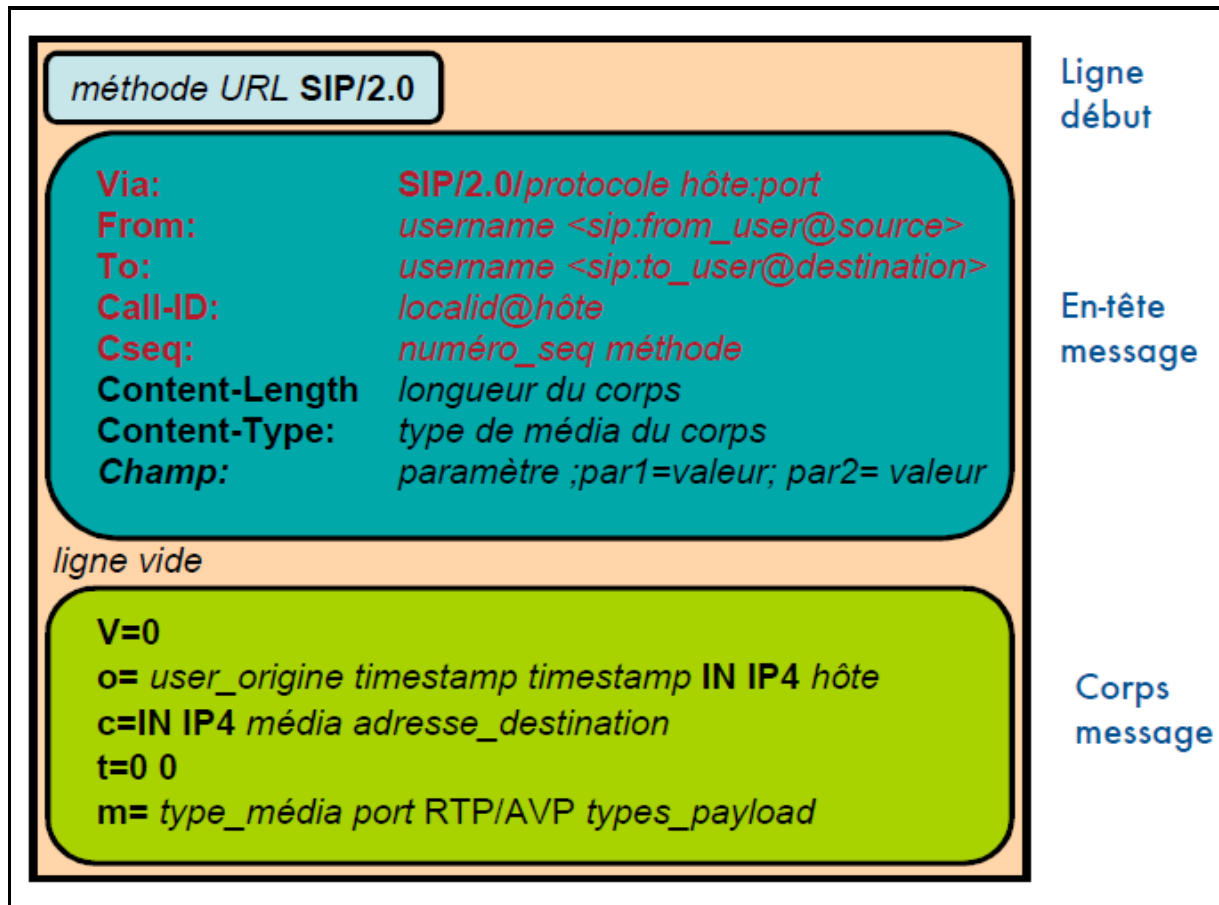 méthode URL SIP/2.0
Ligne
début
Via: SIP/2.0/protocole hôte:port
From: username <sip:from_user@source>
To: username <sip:to_user@destination>
Call-ID: localid@hôte
Cseq: numéro_seq méthode
Content-Length longueur du corps
Content-Type: type de média du corps
Champ: paramètre ;par1=valeur; par2= valeur
En-tête
message
ligne vide
V=0
o= user_origine timestamp timestamp IN IP4 hôte
c=IN IP4 média adresse_destination
t=0 0
m= type_média port RTP/AVP types_payload
Corps
message